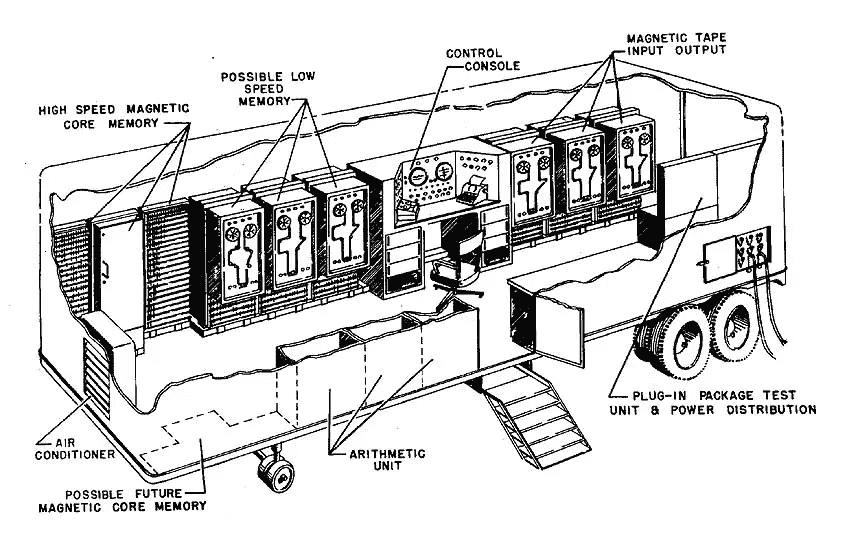 MAGNETIC TAPE
INPUT OUTPUT
CONTROL
CONSOLE
POSSIBLE LOW
SPEED
MEMORY
HIGH SPEED MAGNETIC
CORE MEMORY
PLUG-IN PACKAGE TEST
UNIT & POWER DISTRIBUTION
AIR
CONDITIONER
ARITHMETIC
UNIT
POSSIBLE FUTURE
MAGNETIC CORE MEMORY